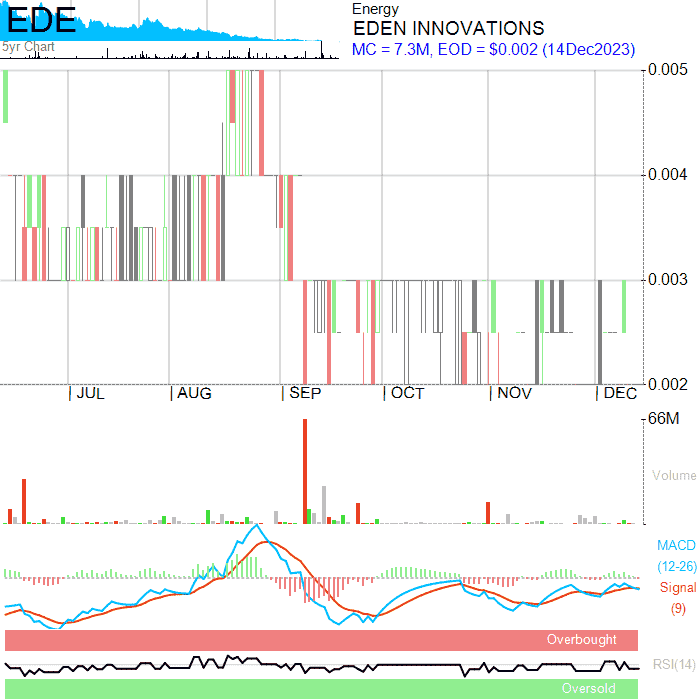 EDE
5yr Chart
Energy
EDEN INNOVATIONS
MC = 7.3M, EOD = $0.002 (14Dec2023)
0.005
0.004
0.003
0.002
JUL AUG SEP OCT NOV DEC
66M
Volume
MACD
(12-26)
Signal
(9)
Overbought
RSI(14)
Oversold